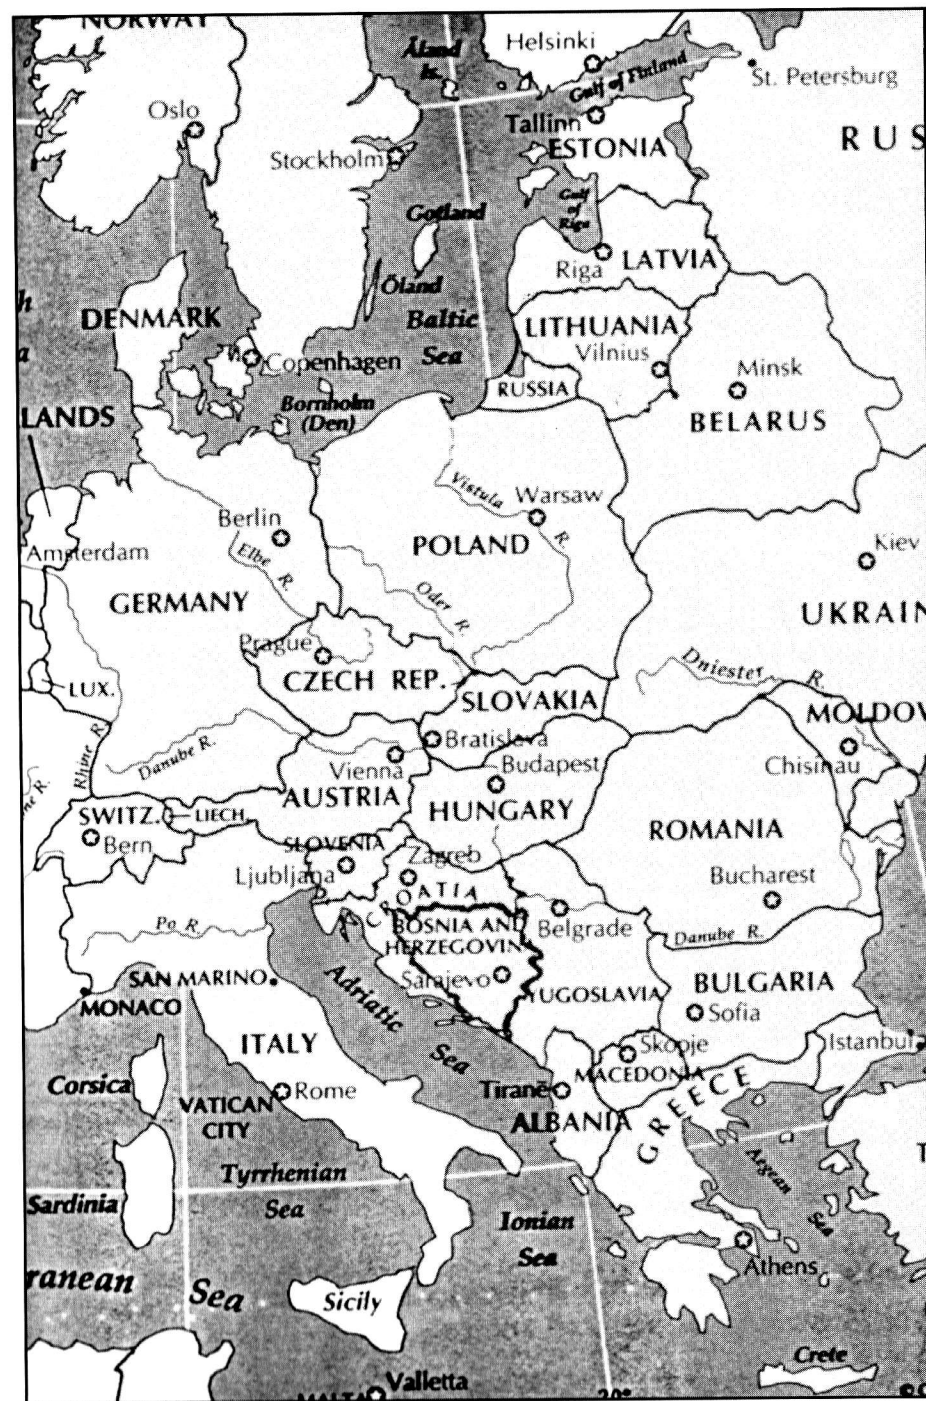 NORWAY
Åland
Is.
Helsinki
Gulf of Finland
St. Petersburg
Oslo
Tallinn
ESTONIA
RUS
Stockholm
Gotland
Gulf
of
Riga
Riga
LATVIA
Öland
DENMARK
Baltic
Sea
LITHUANIA
Vilnius
Copenhagen
RUSSIA
Minsk
Bornholm
(Den)
BELARUS
LANDS
Vistula R.
Warsaw
Berlin
Elbe R.
POLAND
Kiev
Amsterdam
GERMANY
Oder R.
UKRAIN
Prague
CZECH REP.
Dniester R.
LUX.
SLOVAKIA
MOLDOV
Rhine R.
Danube R.
Bratislava
Vienna
Budapest
Chisinau
ne R.
AUSTRIA
HUNGARY
SWITZ.
LIECH.
ROMANIA
Bern
SLOVENIA
Zagreb
Ljubljana
CROATIA
Bucharest
Po R.
BOSNIA AND
HERZEGOVINA
Belgrade
Danube R.
SAN MARINO
Adriatic
Sea
Sarajevo
YUGOSLAVIA
BULGARIA
MONACO
Sofia
ITALY
Skopje
Istanbul
MACEDONIA
Corsica
Rome
Tiranë
VATICAN
CITY
ALBANIA
GREECE
Tyrrhenian
Sea
Aegean
Sea
Sardinia
Ionian
Sea
Athens
ranean Sea
Sicily
Crete
Valletta
MALTA
20°